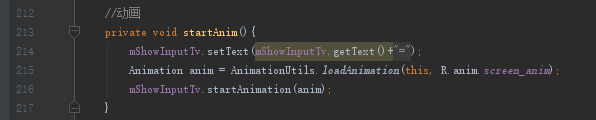 212 //动画
213 private void startAnim(){
214 mShowInputTv.setText(mShowInputTv.getText()+"=");
215 Animation anim = AnimationUtils.loadAnimation(this, R.anim.screen_anim);
216 mShowInputTv.startAnimation(anim);
217 }